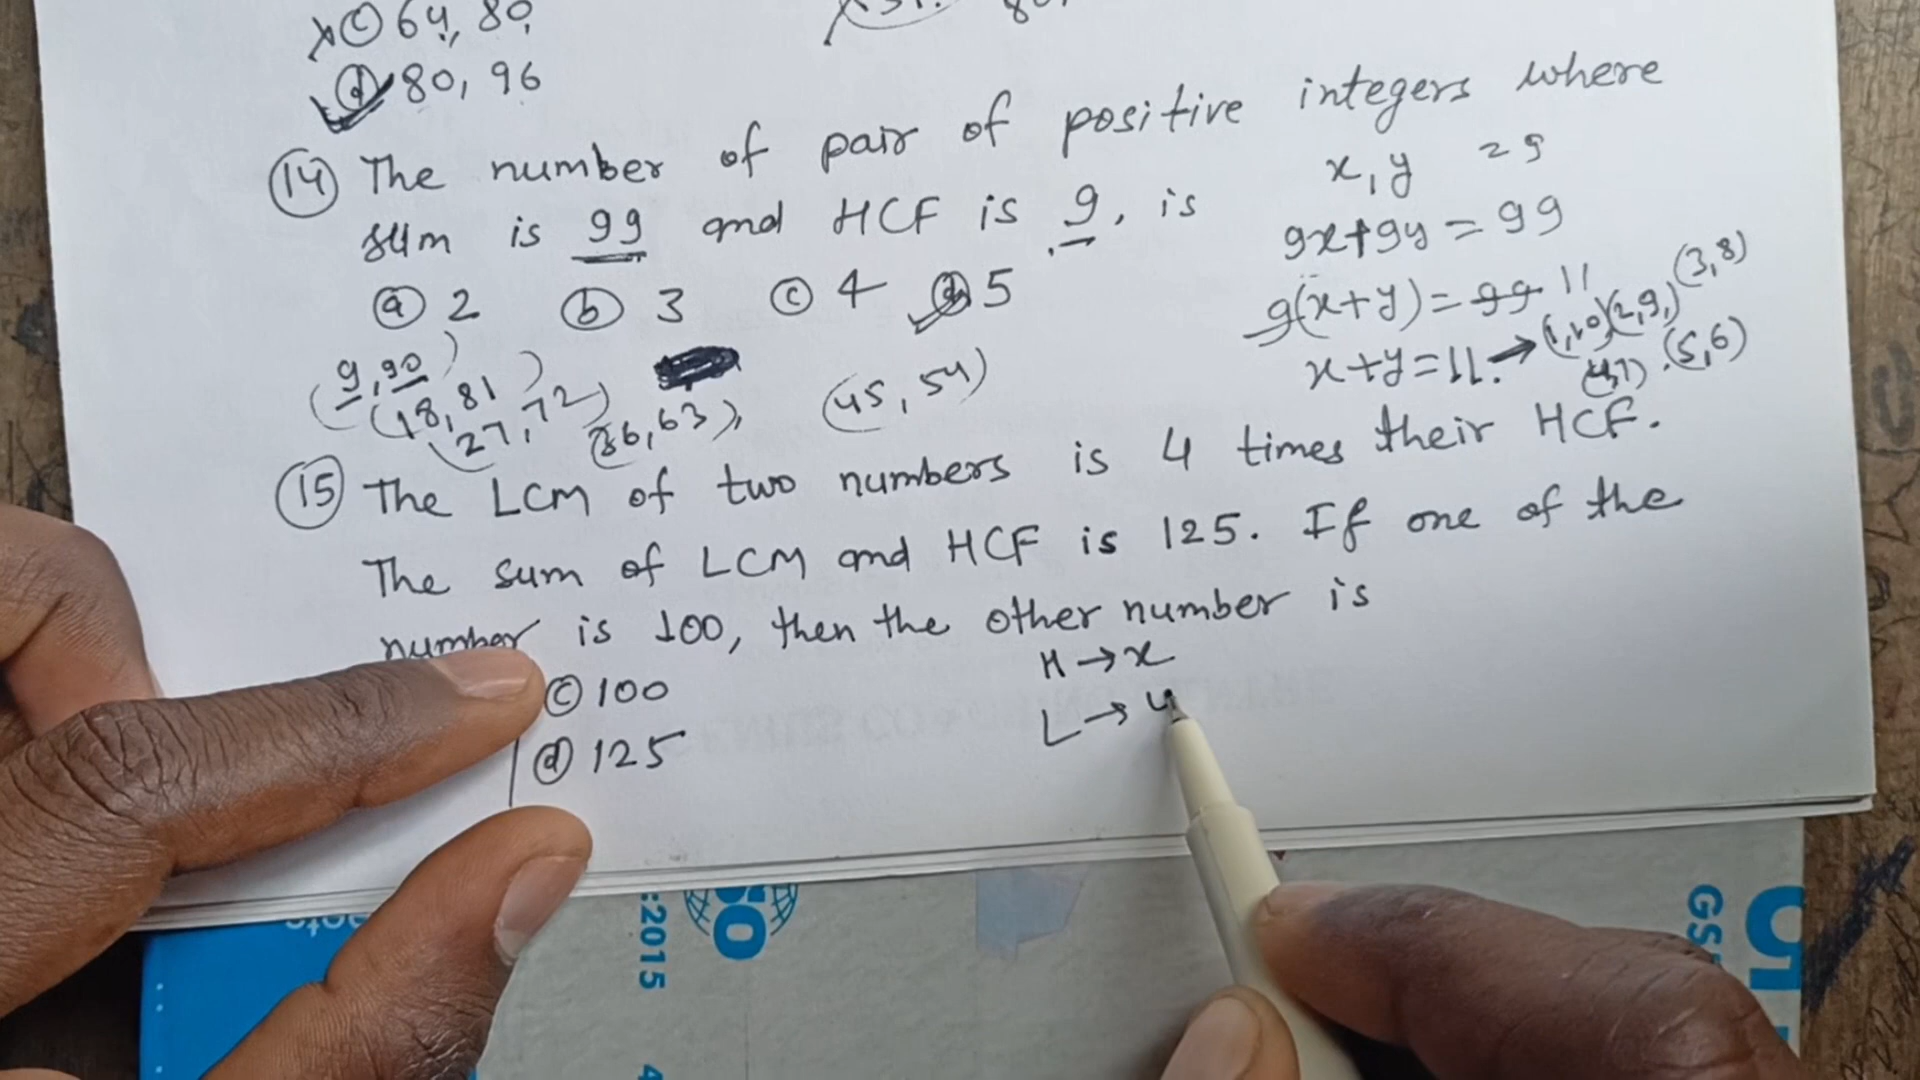 ⓒ 64, 80,
ⓓ 80, 96
⑭ The number of pair of positive integers where
sum is 99 and HCF is 9, is
ⓐ 2 ⓑ 3 ⓒ 4 ⓓ 5
x, y
9x+9y = 99
9(x+y) = 99 11
x+y = 11. → (1,10)(2,9,) (3,8)
(4,7) . (5,6)
(9,90)
(18,81)
(27,72)
(36,63),
(45, 54)
⑮ The LCM of two numbers is 4 times their HCF.
The sum of LCM and HCF is 125. If one of the
number is 100, then the other number is
ⓒ 100
ⓓ 125
H → x
L → 4
:2015
SO
GS